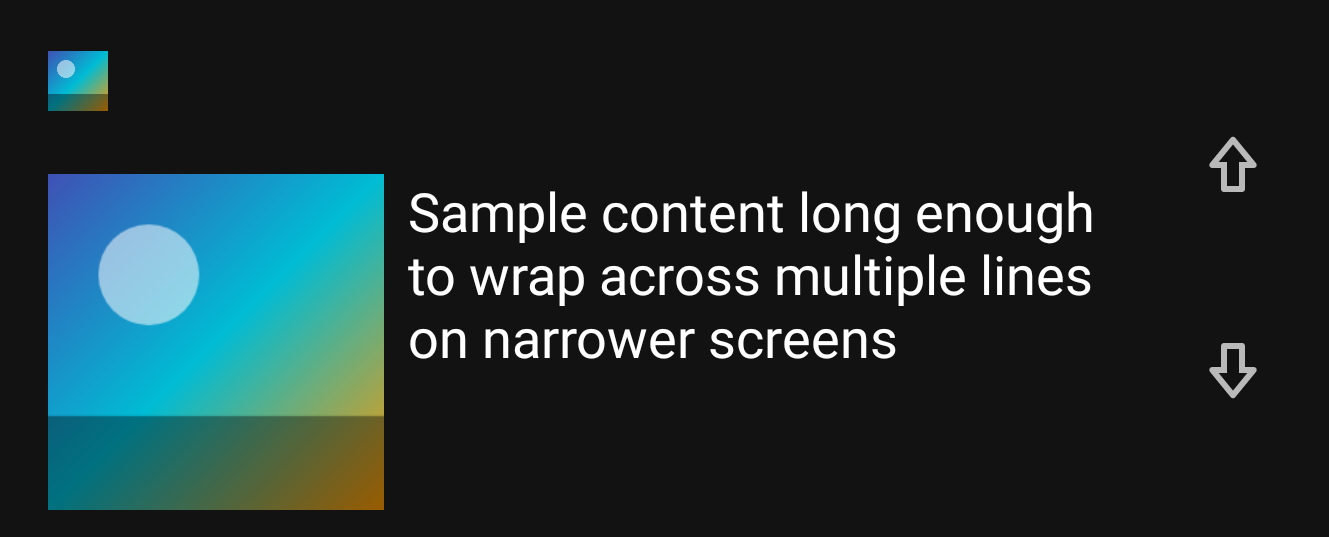 Sample content long enough
to wrap across multiple lines
on narrower screens